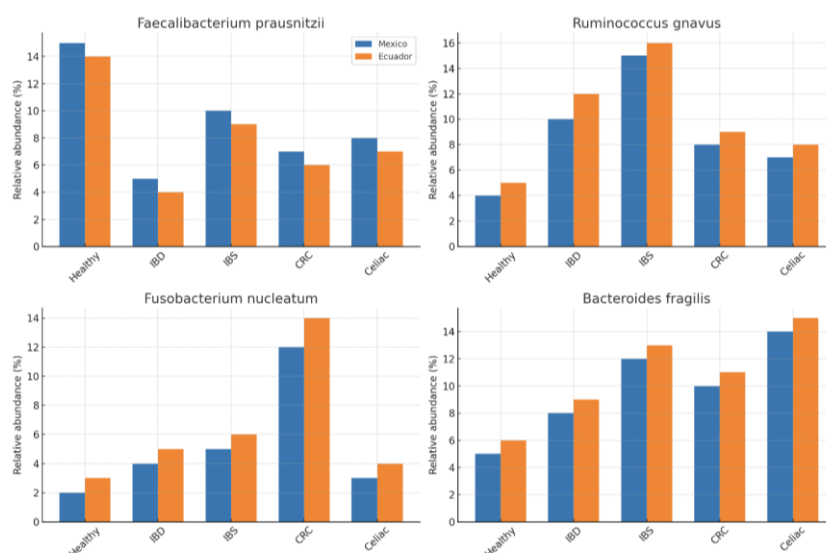 Faecalibacterium prausnitzii
Relative abundance (%)
14
12
10
8
6
4
2
0
Mexico
Ecuador
Healthy
IBD
IBS
CRC
Celiac
Ruminococcus gnavus
Relative abundance (%)
16
14
12
10
8
6
4
2
0
Healthy
IBD
IBS
CRC
Celiac
Fusobacterium nucleatum
Relative abundance (%)
14
12
10
8
6
4
2
0
Healthy
IBD
IBS
CRC
Celiac
Bacteroides fragilis
Relative abundance (%)
14
12
10
8
6
4
2
0
Healthy
IBD
IBS
CRC
Celiac